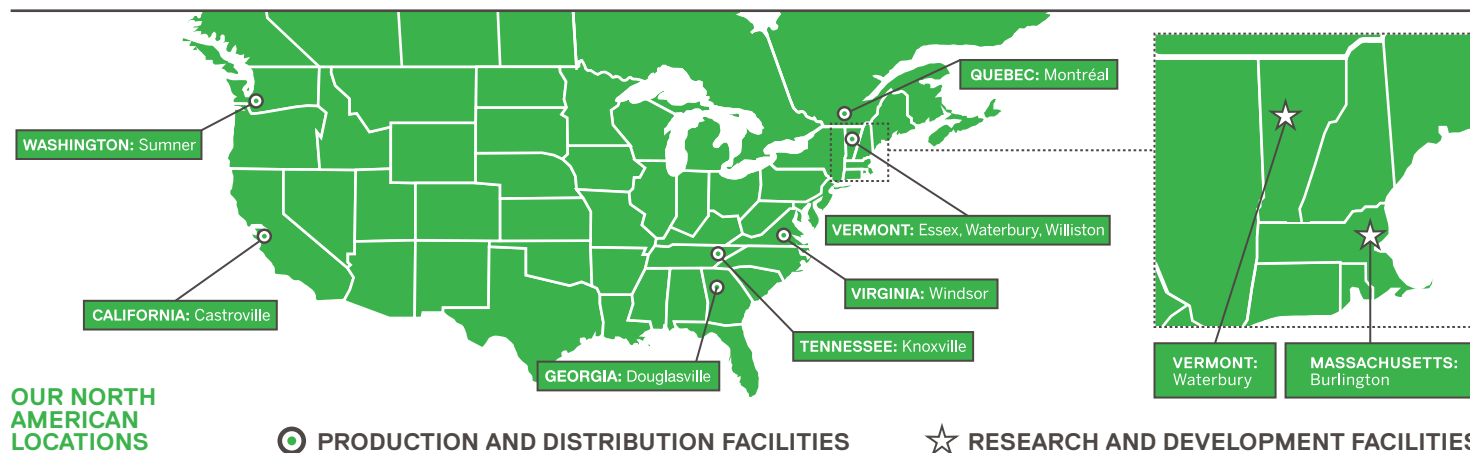 QUEBEC: Montréal
WASHINGTON: Sumner
VERMONT: Essex, Waterbury, Williston
VIRGINIA: Windsor
CALIFORNIA: Castroville
TENNESSEE: Knoxville
GEORGIA: Douglasville
VERMONT:
Waterbury
MASSACHUSETTS:
Burlington
OUR NORTH
AMERICAN
LOCATIONS
PRODUCTION AND DISTRIBUTION FACILITIES
RESEARCH AND DEVELOPMENT FACILITIES